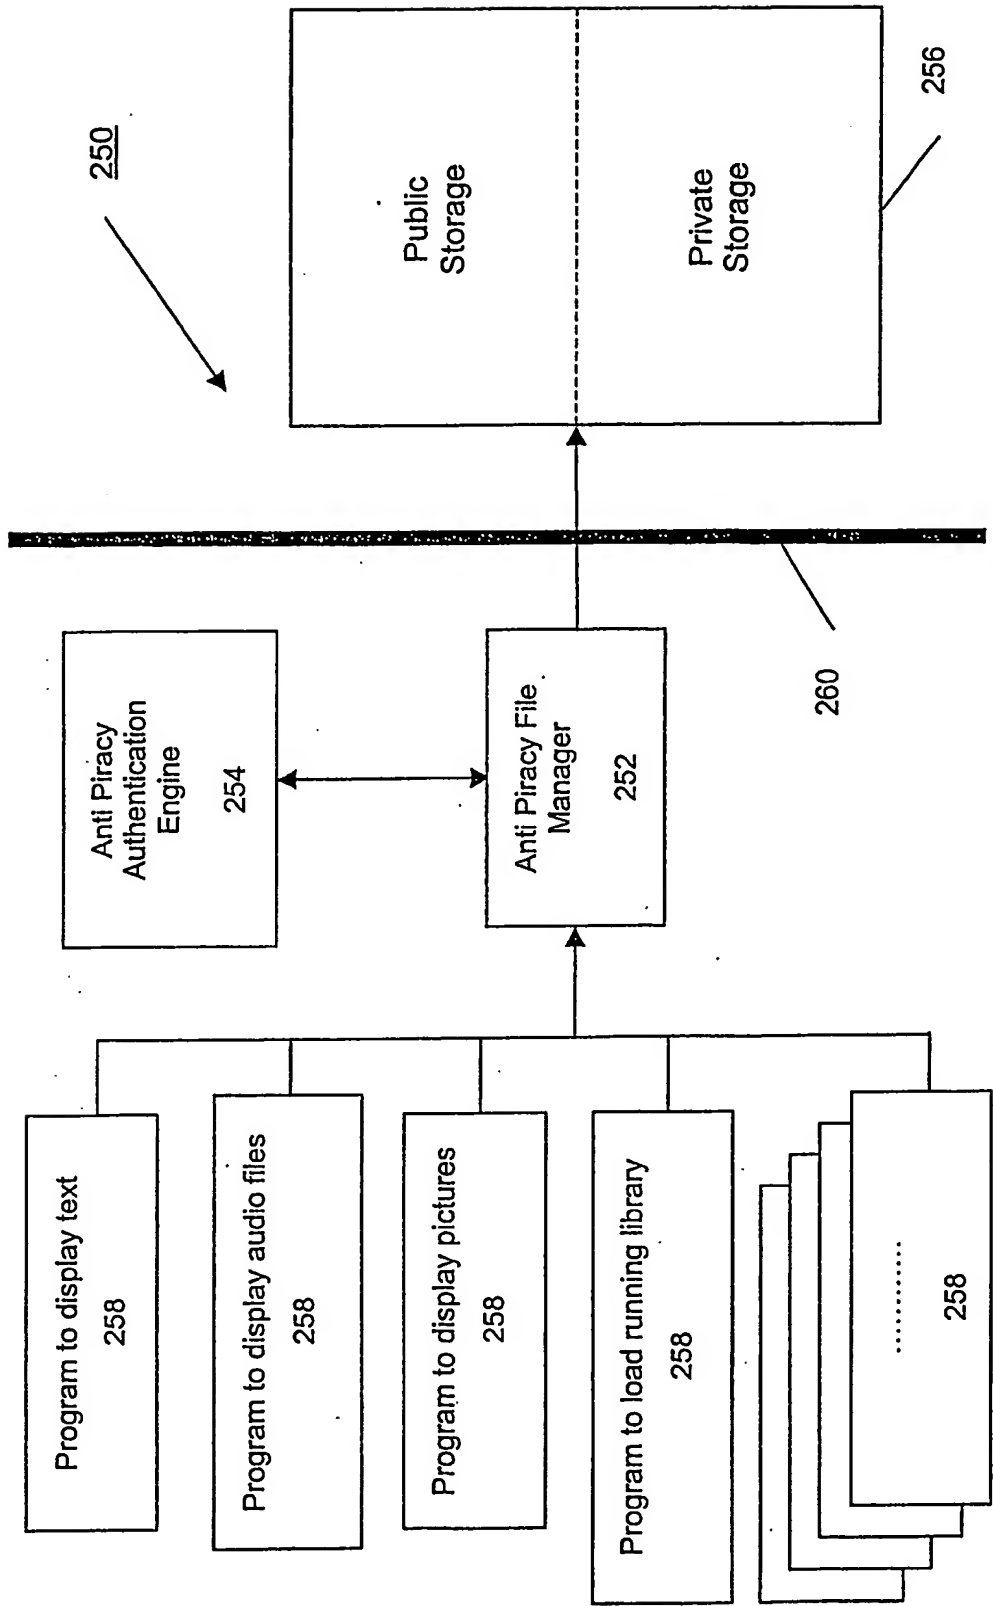 250
Public
Storage
Private
Storage
256
260
Anti Piracy
Authentication
Engine
254
Anti Piracy File
Manager
252
Program to display text
258
Program to display audio files
258
Program to display pictures
258
Program to load running library
258
..........
258